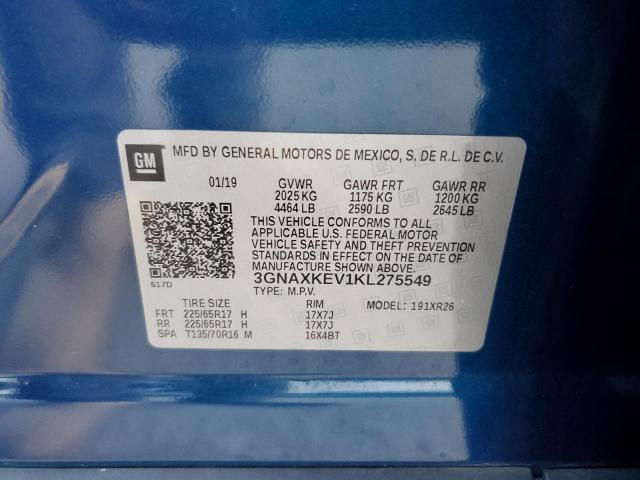 GM MFD BY GENERAL MOTORS DE MEXICO, S. DE R.L. DE C.V.
01/19 GVWR GAWR FRT GAWR RR
2025 KG 1175 KG 1200 KG
4464 LB 2590 LB 2645 LB
THIS VEHICLE CONFORMS TO ALL
APPLICABLE U.S. FEDERAL MOTOR
VEHICLE SAFETY AND THEFT PREVENTION
STANDARDS IN EFFECT ON THE DATE OF
MANUFACTURE SHOWN ABOVE.
617D 3GNAXKEV1KL275549
TYPE: M.P.V.
TIRE SIZE RIM MODEL: 191XR26
FRT 225/65R17 H 17X7J
RR 225/65R17 H 17X7J
SPA T135/70R16 M 16X4BT